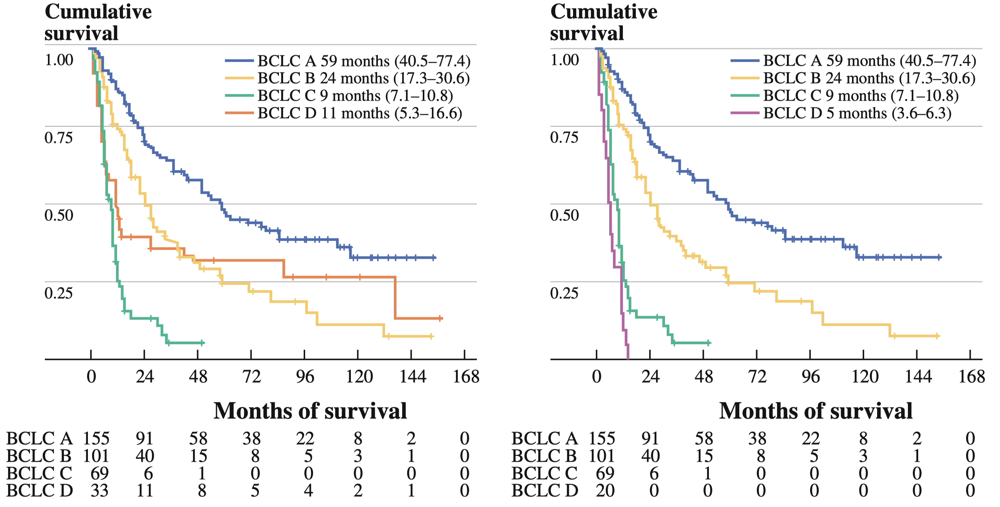 Cumulative
survival
1.00
0.75
0.50
0.25
BCLC A 59 months (40.5–77.4)
BCLC B 24 months (17.3–30.6)
BCLC C 9 months (7.1–10.8)
BCLC D 11 months (5.3–16.6)
0 24 48 72 96 120 144 168
Months of survival
BCLC A 155 91 58 38 22 8 2 0
BCLC B 101 40 15 8 5 3 1 0
BCLC C 69 6 1 0 0 0 0 0
BCLC D 33 11 8 5 4 2 1 0
Cumulative
survival
1.00
0.75
0.50
0.25
BCLC A 59 months (40.5–77.4)
BCLC B 24 months (17.3–30.6)
BCLC C 9 months (7.1–10.8)
BCLC D 5 months (3.6–6.3)
0 24 48 72 96 120 144 168
Months of survival
BCLC A 155 91 58 38 22 8 2 0
BCLC B 101 40 15 8 5 3 1 0
BCLC C 69 6 1 0 0 0 0 0
BCLC D 20 0 0 0 0 0 0 0